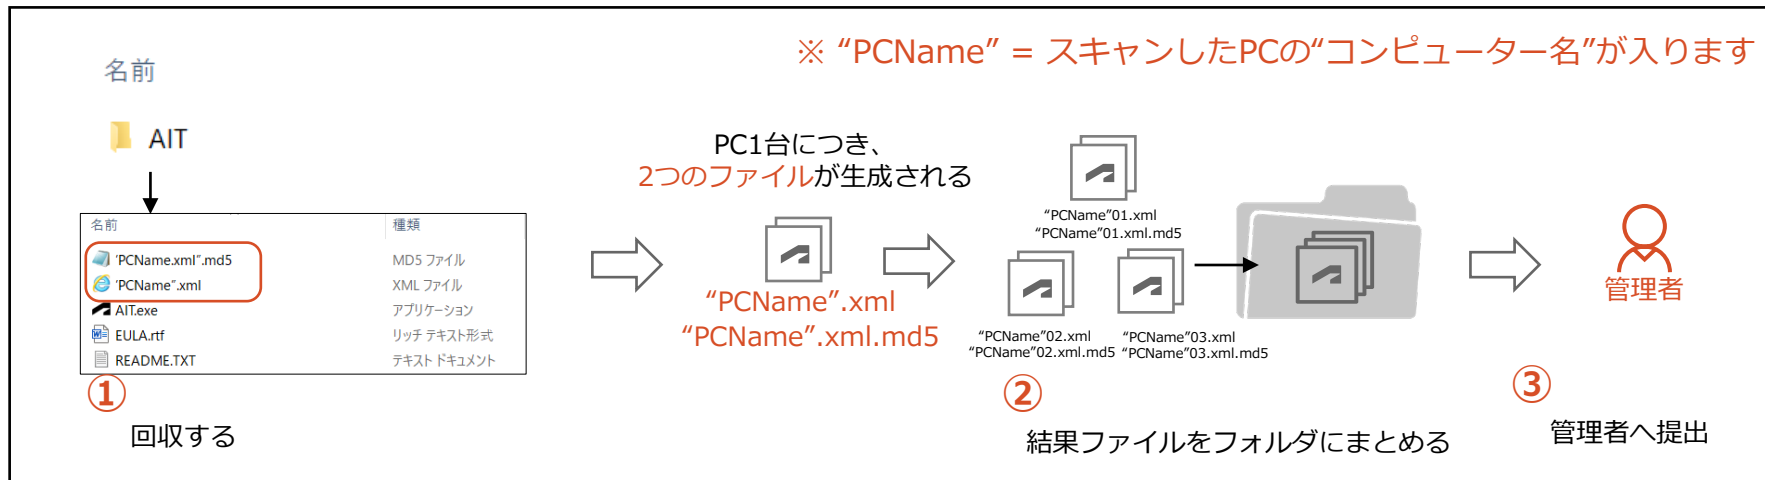 ※ “PCName” = スキャンしたPCの“コンピューター名”が入ります
名前
AIT
名前 種類
'PCName.xml".md5 MD5 ファイル
'PCName".xml XML ファイル
AIT.exe アプリケーション
EULA.rtf リッチ テキスト形式
README.TXT テキスト ドキュメント
①
回収する
PC1台につき、
2つのファイルが生成される
“PCName”.xml
“PCName”.xml.md5
“PCName”01.xml
“PCName”01.xml.md5
“PCName”02.xml
“PCName”02.xml.md5
“PCName”03.xml
“PCName”03.xml.md5
②
結果ファイルをフォルダにまとめる
管理者
③
管理者へ提出